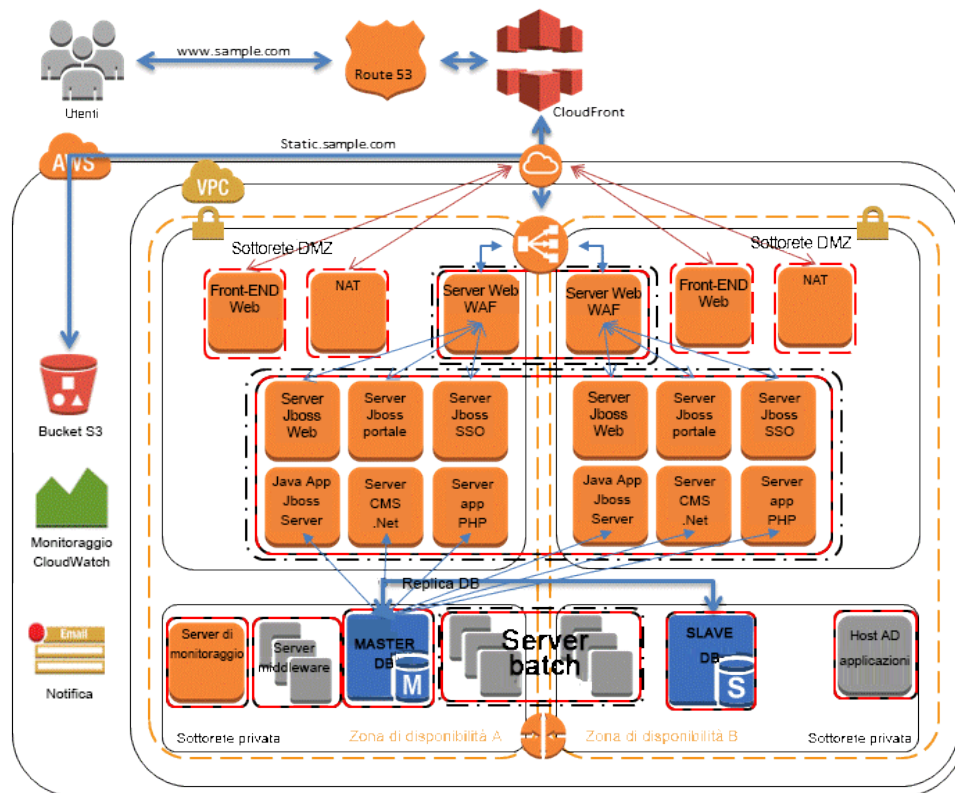 www.sample.com
Route 53
Utenti
CloudFront
Static.sample.com
AWS
VPC
Sottorete DMZ
Sottorete DMZ
Front-END
Web
NAT
Server Web
WAF
Server Web
WAF
Front-END
Web
NAT
Server
Jboss
Web
Server
Jboss
portale
Server
Jboss
SSO
Server
Jboss
Web
Server
Jboss
portale
Server
Jboss
SSO
Bucket S3
Java App
Jboss
Server
Server
CMS
.Net
Server
app
PHP
Java App
Jboss
Server
Server
CMS
.Net
Server
app
PHP
Monitoraggio
CloudWatch
Replica DB
Email
Notifica
Server di
monitoraggio
Server
middleware
MASTER
DB
M
Server
batch
SLAVE
DB
S
Host AD
applicazioni
Sottorete privata
Zona di disponibilità A
Zona di disponibilità B
Sottorete privata